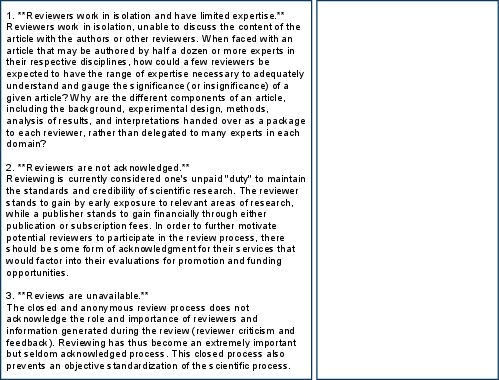 1. **Reviewers work in isolation and have limited expertise.**
Reviewers work in isolation, unable to discuss the content of the
article with the authors or other reviewers. When faced with an
article that may be authored by half a dozen or more experts in
their respective disciplines, how could a few reviewers be
expected to have the range of expertise necessary to adequately
understand and gauge the significance (or insignificance) of a
given article? Why are the different components of an article,
including the background, experimental design, methods,
analysis of results, and interpretations handed over as a package
to each reviewer, rather than delegated to many experts in each
domain?
2. **Reviewers are not acknowledged.**
Reviewing is currently considered one's unpaid "duty" to maintain
the standards and credibility of scientific research. The reviewer
stands to gain by early exposure to relevant areas of research,
while a publisher stands to gain financially through either
publication or subscription fees. In order to further motivate
potential reviewers to participate in the review process, there
should be some form of acknowledgment for their services that
would factor into their evaluations for promotion and funding
opportunities.
3. **Reviews are unavailable.**
The closed and anonymous review process does not
acknowledge the role and importance of reviewers and
information generated during the review (reviewer criticism and
feedback). Reviewing has thus become an extremely important
but seldom acknowledged process. This closed process also
prevents an objective standardization of the scientific process.